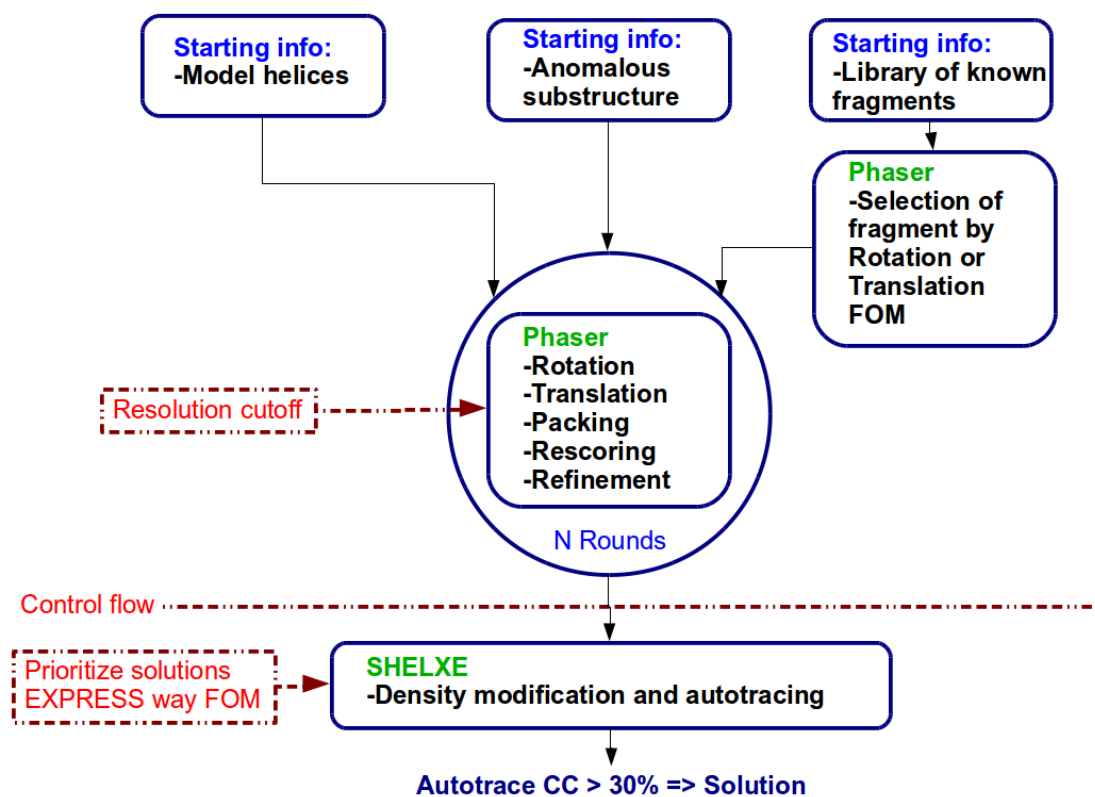 Starting info:
-Model helices
Starting info:
-Anomalous
substructure
Starting info:
-Library of known
fragments
Phaser
-Selection of
fragment by
Rotation or
Translation
FOM
Phaser
-Rotation
-Translation
-Packing
-Rescoring
-Refinement
Resolution cutoff
N Rounds
Control flow
Prioritize solutions
EXPRESS way FOM
SHELXE
-Density modification and autotracing
Autotrace CC > 30% => Solution